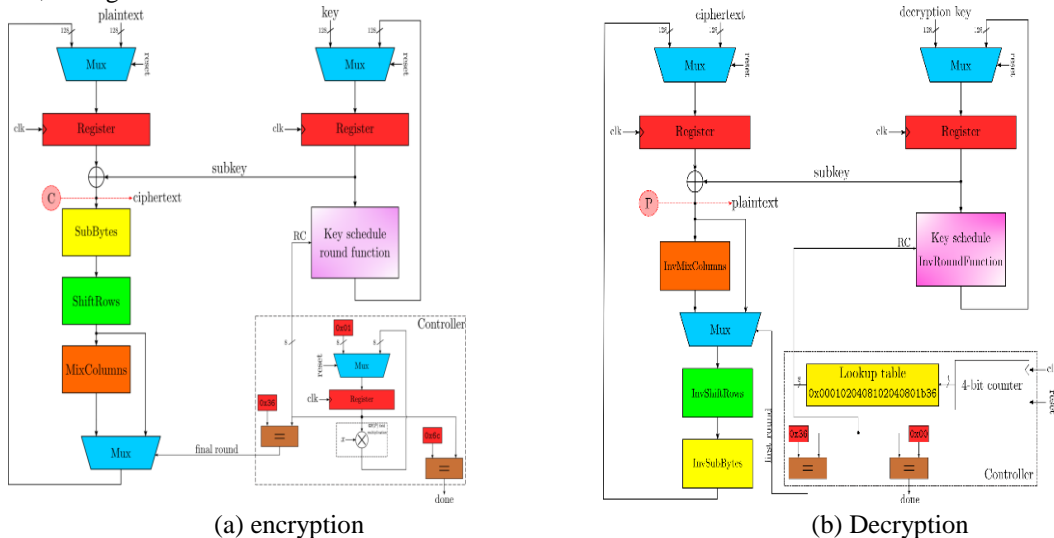 plaintext
key
128
128
128
128
Mux
reset
Mux
reset
clk
Register
clk
Register
subkey
C
ciphertext
SubBytes
RC
Key schedule
round function
ShiftRows
MixColumns
Mux
final round
Controller
0x01
8
8
8
Mux
reset
clk
Register
0x36
=
x
0x6c
=
done
(a) encryption
ciphertext
decryption key
128
128
128
128
Mux
reset
Mux
reset
clk
Register
clk
Register
subkey
P
plaintext
RC
Key schedule
InvRoundFunction
InvMixColumns
Mux
InvShiftRows
InvSubBytes
first round
Lookup table
0x0001020408102040801b36
4-bit counter
reset
0x36
=
0x00
=
done
Controller
(b) Decryption